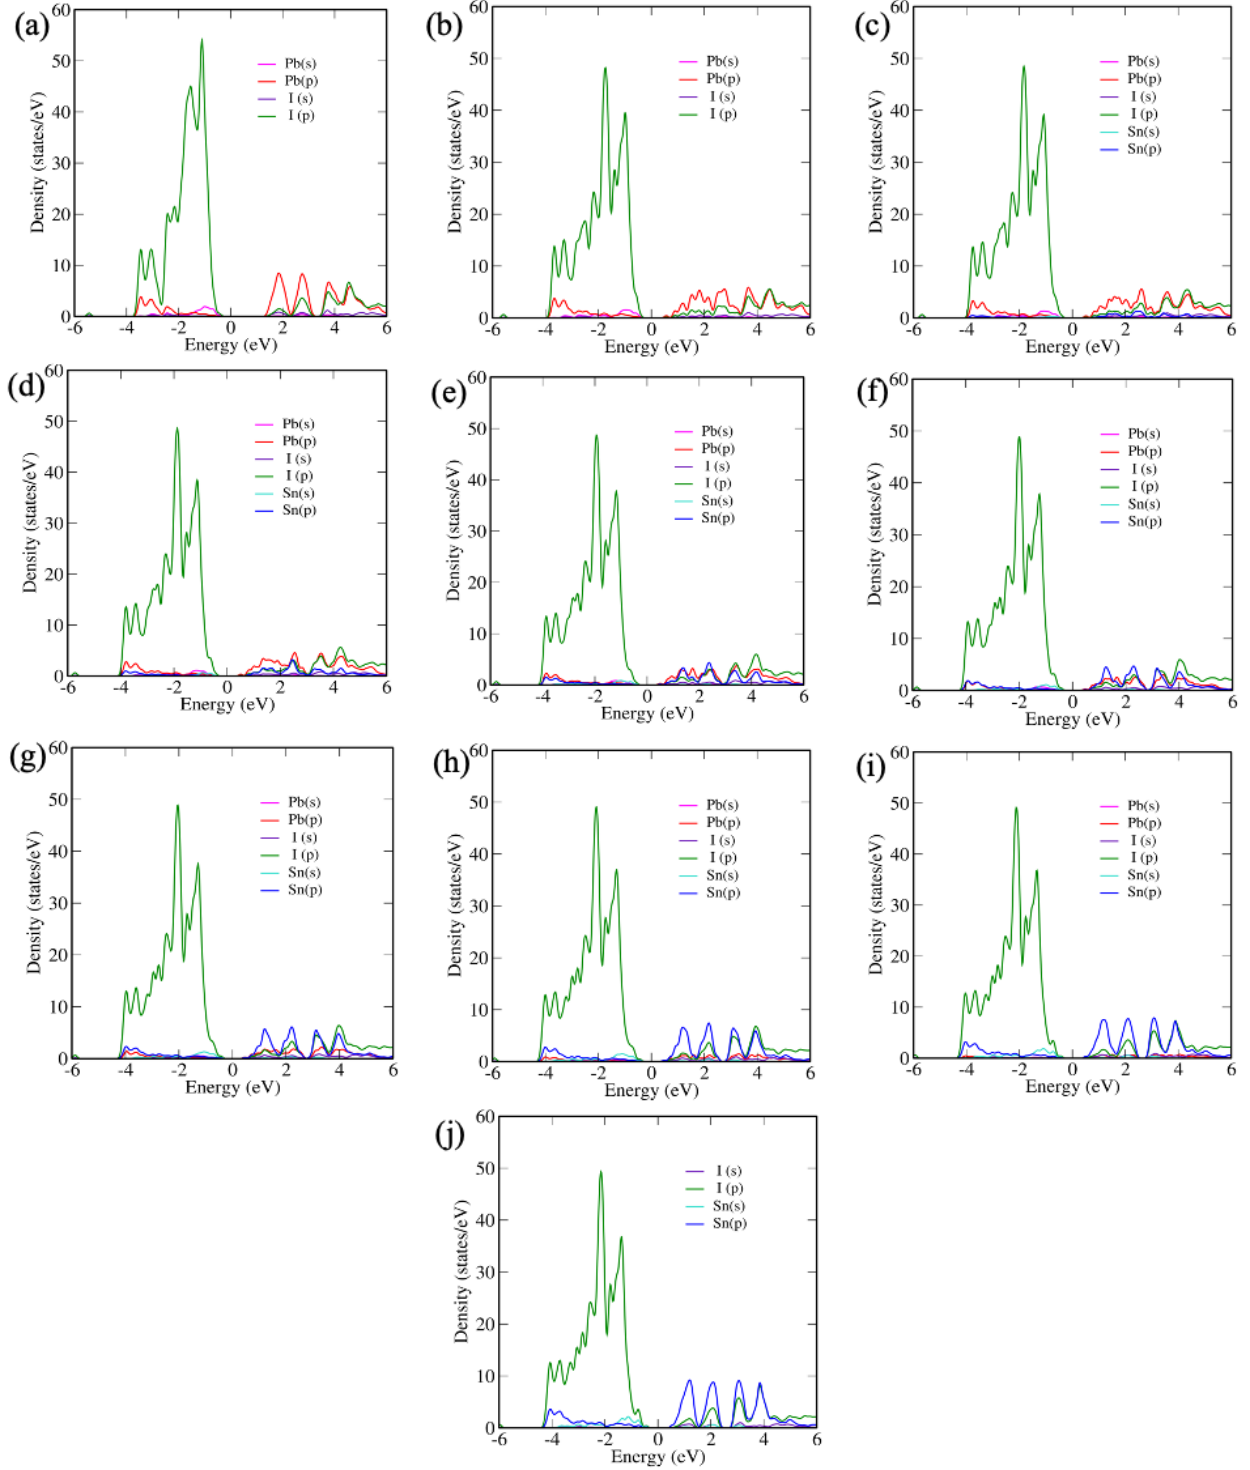 (a)
60
50
40
30
20
10
0
Density (states/eV)
Pb(s)
Pb(p)
I (s)
I (p)
-6 -4 -2 0 2 4 6
Energy (eV)
(b)
60
50
40
30
20
10
0
Density (states/eV)
Pb(s)
Pb(p)
I (s)
I (p)
-6 -4 -2 0 2 4 6
Energy (eV)
(c)
60
50
40
30
20
10
0
Density (states/eV)
Pb(s)
Pb(p)
I (s)
I (p)
Sn(s)
Sn(p)
-6 -4 -2 0 2 4 6
Energy (eV)
(d)
60
50
40
30
20
10
0
Density (states/eV)
Pb(s)
Pb(p)
I (s)
I (p)
Sn(s)
Sn(p)
-6 -4 -2 0 2 4 6
Energy (eV)
(e)
60
50
40
30
20
10
0
Density (states/eV)
Pb(s)
Pb(p)
I (s)
I (p)
Sn(s)
Sn(p)
-6 -4 -2 0 2 4 6
Energy (eV)
(f)
60
50
40
30
20
10
0
Density (states/eV)
Pb(s)
Pb(p)
I (s)
I (p)
Sn(s)
Sn(p)
-6 -4 -2 0 2 4 6
Energy (eV)
(g)
60
50
40
30
20
10
0
Density (states/eV)
Pb(s)
Pb(p)
I (s)
I (p)
Sn(s)
Sn(p)
-6 -4 -2 0 2 4 6
Energy (eV)
(h)
60
50
40
30
20
10
0
Density (states/eV)
Pb(s)
Pb(p)
I (s)
I (p)
Sn(s)
Sn(p)
-6 -4 -2 0 2 4 6
Energy (eV)
(i)
60
50
40
30
20
10
0
Density (states/eV)
Pb(s)
Pb(p)
I (s)
I (p)
Sn(s)
Sn(p)
-6 -4 -2 0 2 4 6
Energy (eV)
(j)
60
50
40
30
20
10
0
Density (states/eV)
I (s)
I (p)
Sn(s)
Sn(p)
-6 -4 -2 0 2 4 6
Energy (eV)